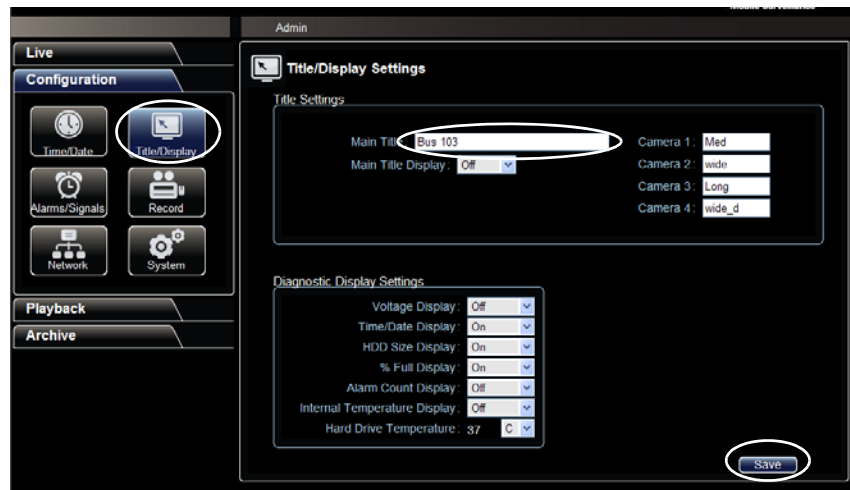 Mobile Surveillance
Admin
Live
Configuration
Time/Date
Title/Display
Alarms/Signals
Record
Network
System
Playback
Archive
Title/Display Settings
Title Settings
Main Title: Bus 103
Main Title Display: Off
Camera 1: Med
Camera 2: wide
Camera 3: Long
Camera 4: wide_d
Diagnostic Display Settings
Voltage Display: Off
Time/Date Display: On
HDD Size Display: On
% Full Display: On
Alarm Count Display: Off
Internal Temperature Display: Off
Hard Drive Temperature: 37 C
Save